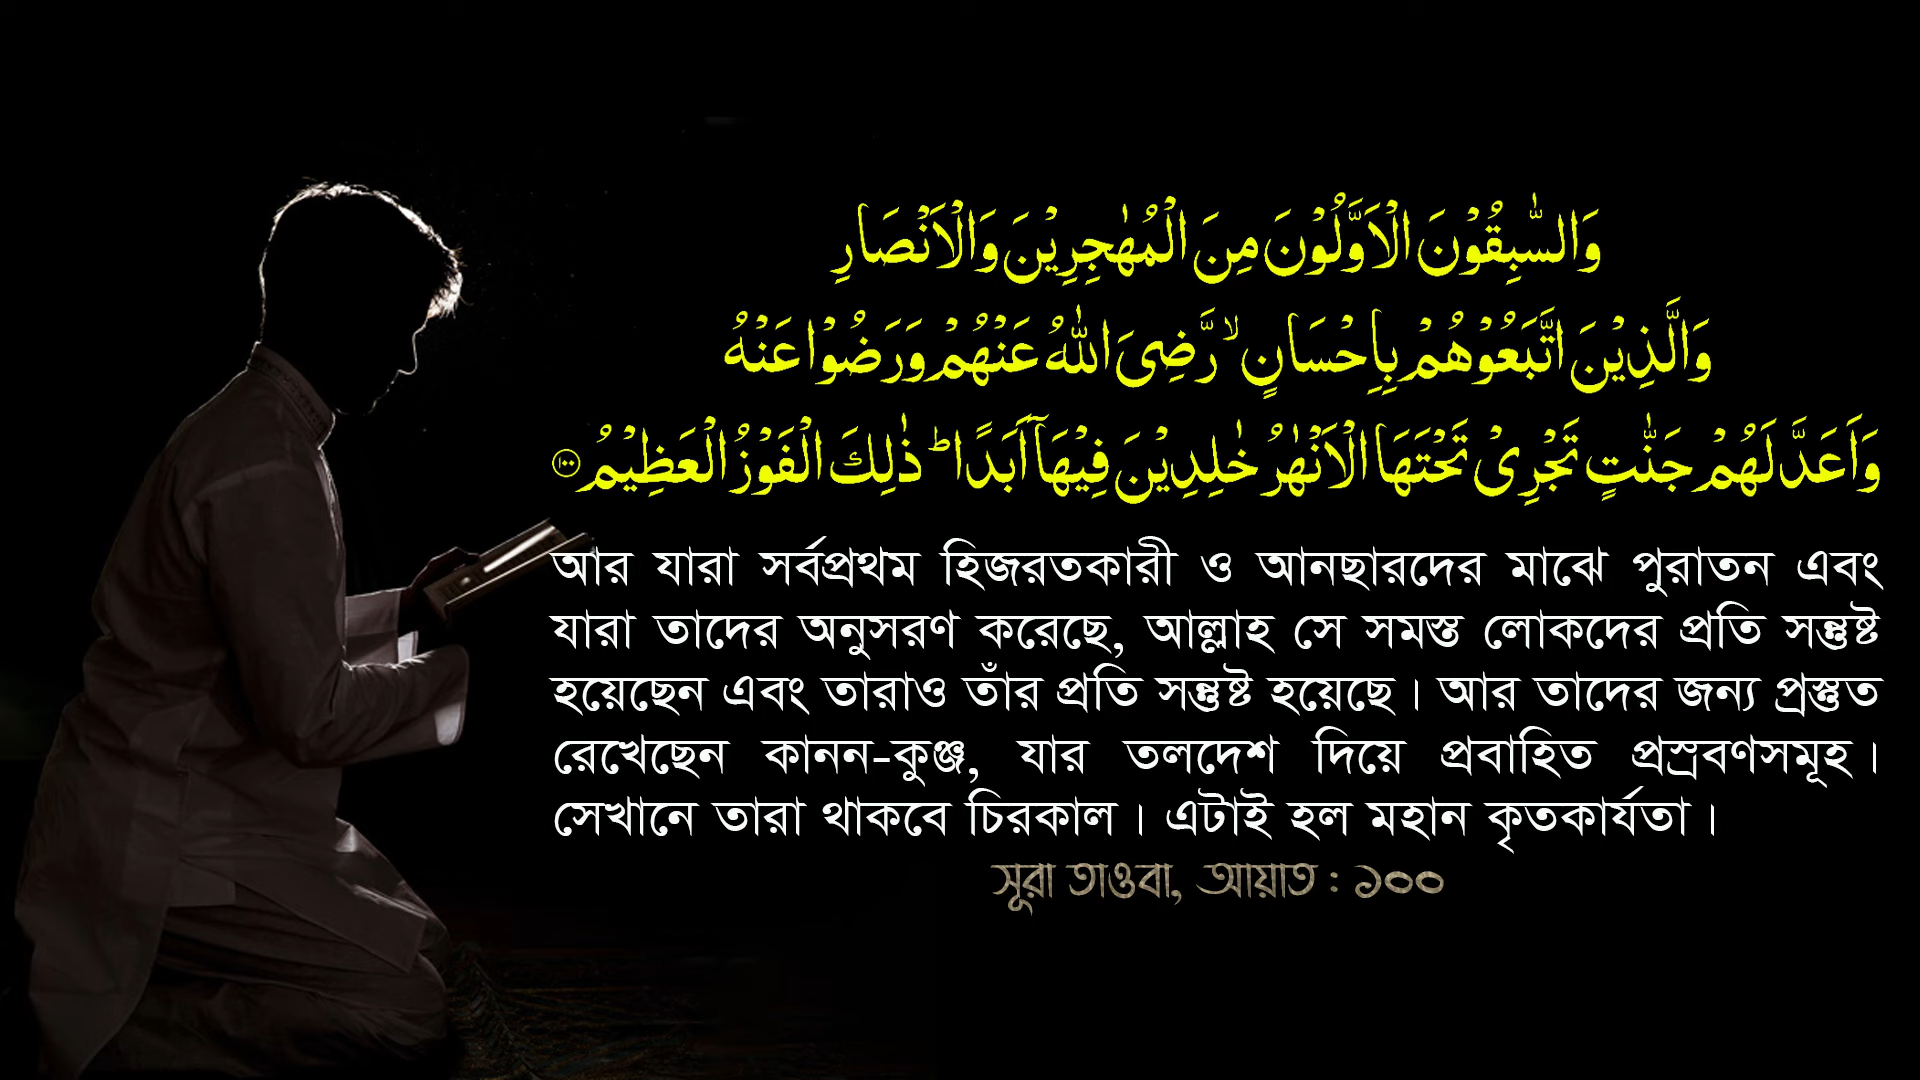 وَالسّٰبِقُوْنَ الْاَوَّلُوْنَ مِنَ الْمُهٰجِرِيْنَ وَالْاَنْصَارِ
وَالَّذِيْنَ اتَّبَعُوْهُمْ بِاِحْسَانٍ ۙ رَّضِىَ اللّٰهُ عَنْهُمْ وَرَضُوْا عَنْهُ
وَاَعَدَّ لَهُمْ جَنّٰتٍ تَجْرِىْ تَحْتَهَا الْاَنْهٰرُ خٰلِدِيْنَ فِيْهَآ اَبَدًا ؕ ذٰلِكَ الْفَوْزُ الْعَظِيْمُ ۝١٠٠
আর যারা সর্বপ্রথম হিজরতকারী ও আনছারদের মাঝে পুরাতন এবং
যারা তাদের অনুসরণ করেছে, আল্লাহ সে সমস্ত লোকদের প্রতি সন্তুষ্ট
হয়েছেন এবং তারাও তাঁর প্রতি সন্তুষ্ট হয়েছে। আর তাদের জন্য প্রস্তুত
রেখেছেন কানন-কুঞ্জ, যার তলদেশ দিয়ে প্রবাহিত প্রস্রবণসমূহ।
সেখানে তারা থাকবে চিরকাল। এটাই হল মহান কৃতকার্যতা।
সূরা তাওবা, আয়াত : ১০০